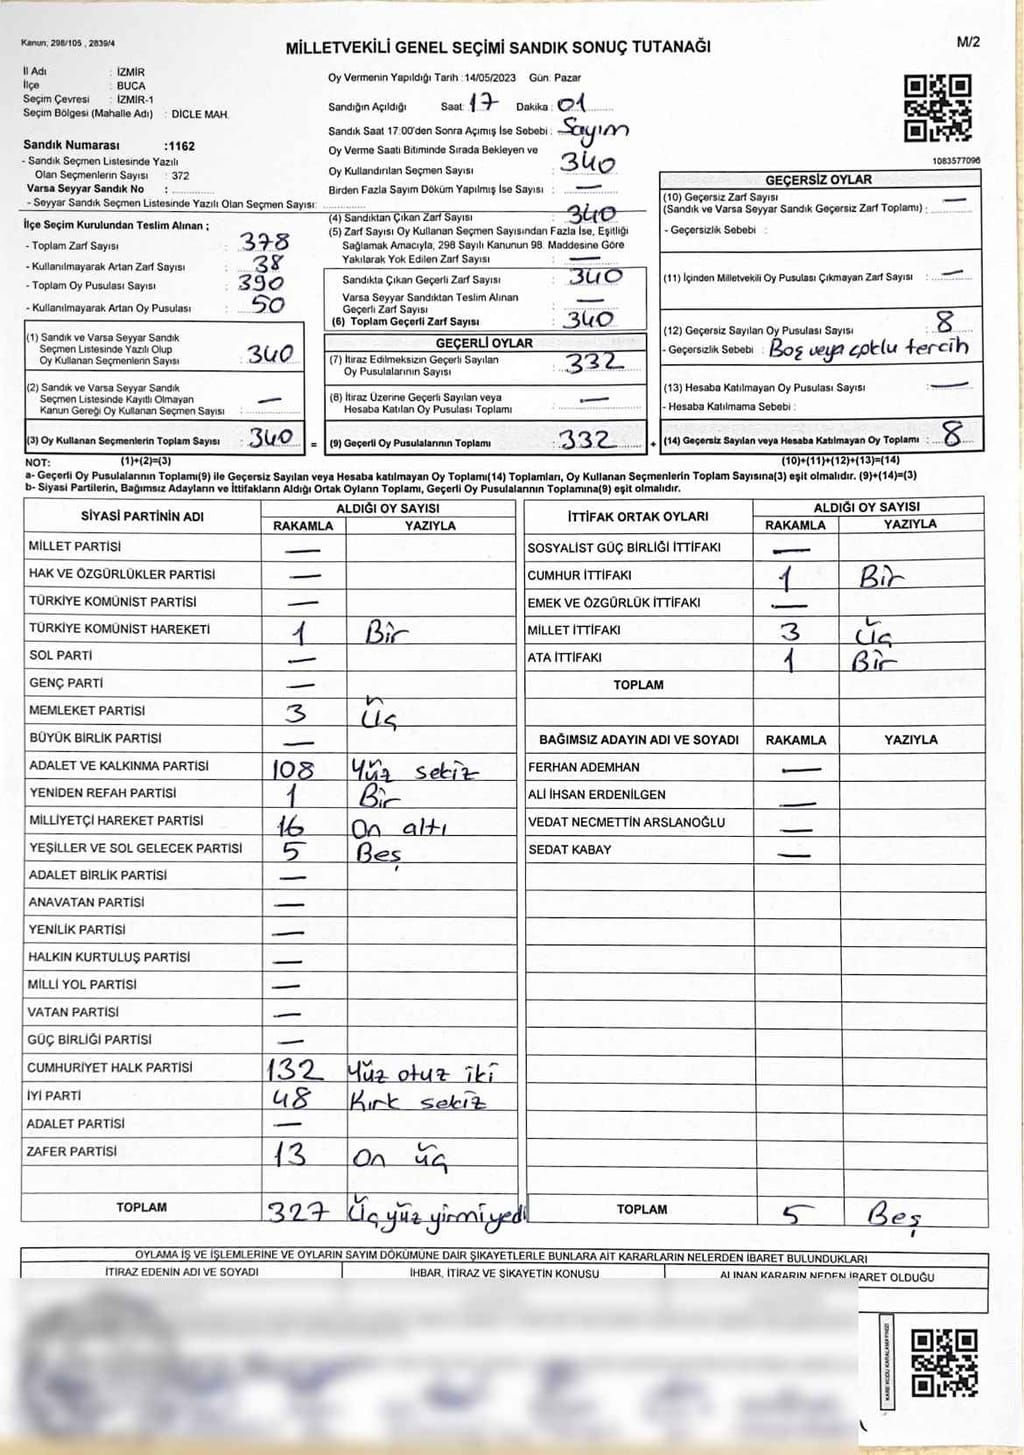 Kanun; 298/105 , 2839/4
MİLLETVEKİLİ GENEL SEÇİMİ SANDIK SONUÇ TUTANAĞI
M/2
İl Adı : İZMİR
İlçe : BUCA
Seçim Çevresi : İZMİR-1
Seçim Bölgesi (Mahalle Adı) : DİCLE MAH.
Sandık Numarası :1162
- Sandık Seçmen Listesinde Yazılı
Olan Seçmenlerin Sayısı : 372
Varsa Seyyar Sandık No :
- Seyyar Sandık Seçmen Listesinde Yazılı Olan Seçmen Sayısı:
İlçe Seçim Kurulundan Teslim Alınan ;
- Toplam Zarf Sayısı : 378
- Kullanılmayarak Artan Zarf Sayısı : 38
- Toplam Oy Pusulası Sayısı : 390
- Kullanılmayarak Artan Oy Pusulası : 50
(1) Sandık ve Varsa Seyyar Sandık
Seçmen Listesinde Yazılı Olup
Oy Kullanan Seçmenlerin Sayısı : 340
(2) Sandık ve Varsa Seyyar Sandık
Seçmen Listesinde Kayıtlı Olmayan
Kanun Gereği Oy Kullanan Seçmen Sayısı : —
(3) Oy Kullanan Seçmenlerin Toplam Sayısı : 340
(1)+(2)=(3)
Oy Vermenin Yapıldığı Tarih :14/05/2023 Gün: Pazar
Sandığın Açıldığı Saat: 17 Dakika: 01
Sandık Saat 17:00'den Sonra Açımış İse Sebebi : Sayım
Oy Verme Saati Bitiminde Sırada Bekleyen ve
Oy Kullandırılan Seçmen Sayısı : 340
Birden Fazla Sayım Döküm Yapılmış İse Sayısı : —
(4) Sandıktan Çıkan Zarf Sayısı : 340
(5) Zarf Sayısı Oy Kullanan Seçmen Sayısından Fazla İse, Eşitliği
Sağlamak Amacıyla, 298 Sayılı Kanunun 98. Maddesine Göre
Yakılarak Yok Edilen Zarf Sayısı : —
Sandıkta Çıkan Geçerli Zarf Sayısı : 340
Varsa Seyyar Sandıktan Teslim Alınan
Geçerli Zarf Sayısı : —
(6) Toplam Geçerli Zarf Sayısı : 340
GEÇERLİ OYLAR
(7) İtiraz Edilmeksizin Geçerli Sayılan
Oy Pusulalarının Sayısı : 332
(8) İtiraz Üzerine Geçerli Sayılan veya
Hesaba Katılan Oy Pusulası Toplamı : —
= (9) Geçerli Oy Pusulalarının Toplamı : 332
1083577096
GEÇERSİZ OYLAR
(10) Geçersiz Zarf Sayısı
(Sandık ve Varsa Seyyar Sandık Geçersiz Zarf Toplamı) : —
- Geçersizlik Sebebi :
(11) İçinden Milletvekili Oy Pusulası Çıkmayan Zarf Sayısı : —
(12) Geçersiz Sayılan Oy Pusulası Sayısı : 8
- Geçersizlik Sebebi : Boş veya çoklu tercih
(13) Hesaba Katılmayan Oy Pusulası Sayısı : —
- Hesaba Katılmama Sebebi :
+ (14) Geçersiz Sayılan veya Hesaba Katılmayan Oy Toplamı : 8
(10)+(11)+(12)+(13)=(14)
NOT:
a- Geçerli Oy Pusulalarının Toplamı(9) ile Geçersiz Sayılan veya Hesaba katılmayan Oy Toplamı(14) Toplamları, Oy Kullanan Seçmenlerin Toplam Sayısına(3) eşit olmalıdır. (9)+(14)=(3)
b- Siyasi Partilerin, Bağımsız Adayların ve İttifakların Aldığı Ortak Oyların Toplamı, Geçerli Oy Pusulalarının Toplamına(9) eşit olmalıdır.
SİYASİ PARTİNİN ADI ALDIĞI OY SAYISI
RAKAMLA YAZIYLA
MİLLET PARTİSİ —
HAK VE ÖZGÜRLÜKLER PARTİSİ —
TÜRKİYE KOMÜNİST PARTİSİ —
TÜRKİYE KOMÜNİST HAREKETİ 1 Bir
SOL PARTİ —
GENÇ PARTİ —
MEMLEKET PARTİSİ 3 Üç
BÜYÜK BİRLİK PARTİSİ —
ADALET VE KALKINMA PARTİSİ 108 Yüz sekiz
YENİDEN REFAH PARTİSİ 1 Bir
MİLLİYETÇİ HAREKET PARTİSİ 16 On altı
YEŞİLLER VE SOL GELECEK PARTİSİ 5 Beş
ADALET BİRLİK PARTİSİ —
ANAVATAN PARTİSİ —
YENİLİK PARTİSİ —
HALKIN KURTULUŞ PARTİSİ —
MİLLİ YOL PARTİSİ —
VATAN PARTİSİ —
GÜÇ BİRLİĞİ PARTİSİ —
CUMHURİYET HALK PARTİSİ 132 Yüz otuz iki
İYİ PARTİ 48 Kırk sekiz
ADALET PARTİSİ —
ZAFER PARTİSİ 13 On üç
TOPLAM 327 Üç yüz yirmi yedi
İTTİFAK ORTAK OYLARI ALDIĞI OY SAYISI
RAKAMLA YAZIYLA
SOSYALİST GÜÇ BİRLİĞİ İTTİFAKI —
CUMHUR İTTİFAKI 1 Bir
EMEK VE ÖZGÜRLÜK İTTİFAKI —
MİLLET İTTİFAKI 3 Üç
ATA İTTİFAKI 1 Bir
TOPLAM
BAĞIMSIZ ADAYIN ADI VE SOYADI RAKAMLA YAZIYLA
FERHAN ADEMHAN —
ALİ İHSAN ERDENİLGEN —
VEDAT NECMETTİN ARSLANOĞLU —
SEDAT KABAY —
TOPLAM 5 Beş
OYLAMA İŞ VE İŞLEMLERİNE VE OYLARIN SAYIM DÖKÜMÜNE DAİR ŞİKAYETLERLE BUNLARA AİT KARARLARIN NELERDEN İBARET BULUNDUKLARI
İTİRAZ EDENİN ADI VE SOYADI İHBAR, İTİRAZ VE ŞİKAYETİN KONUSU ALINAN KARARIN NEDEN İBARET OLDUĞU
KARE KODU KARALAMAYINIZ!